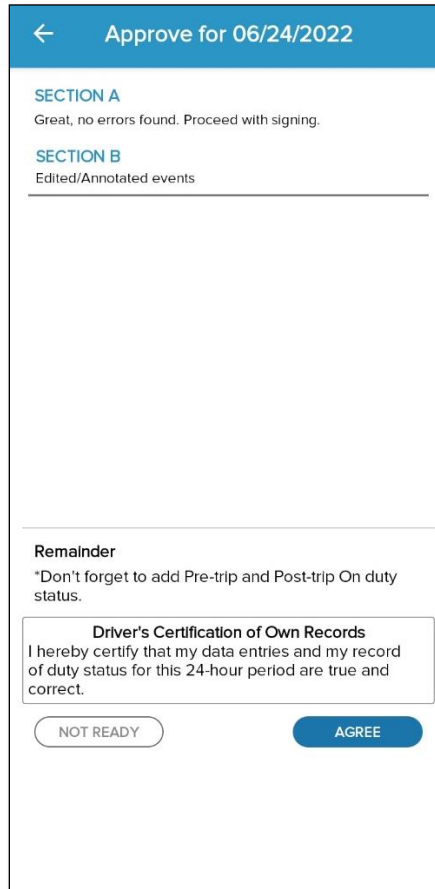 Approve for 06/24/2022
SECTION A
Great, no errors found. Proceed with signing.
SECTION B
Edited/Annotated events
Remainder
*Don't forget to add Pre-trip and Post-trip On duty
status.
Driver's Certification of Own Records
I hereby certify that my data entries and my record
of duty status for this 24-hour period are true and
correct.
NOT READY
AGREE